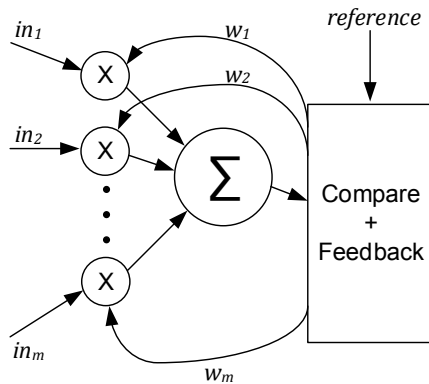 in₁
w₁
reference
X
w₂
in₂
X
∑
Compare
+
Feedback
X
inₘ
wₘ